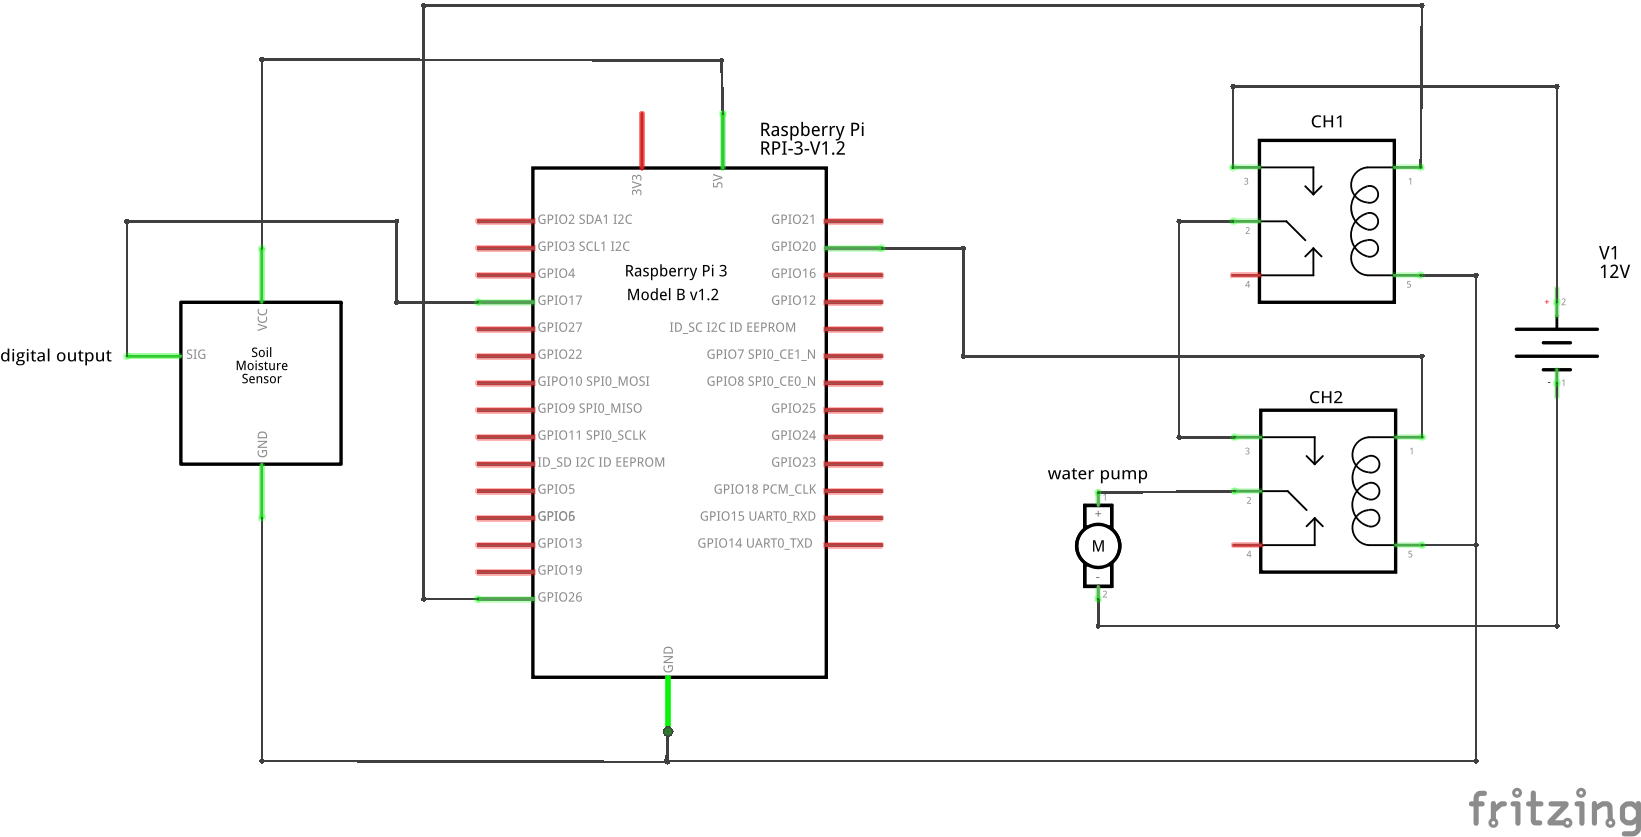 Raspberry Pi
RPI-3-V1.2
CH1
3V3
5V
3
1
2
4
5
GPIO2 SDA1 I2C
GPIO21
GPIO3 SCL1 I2C
GPIO20
GPIO4
Raspberry Pi 3
GPIO16
Model B v1.2
GPIO17
GPIO12
GPIO27
ID_SC I2C ID EEPROM
GPIO22
GPIO7 SPI0_CE1_N
GIPO10 SPI0_MOSI
GPIO8 SPI0_CE0_N
GPIO9 SPI0_MISO
GPIO25
GPIO11 SPI0_SCLK
GPIO24
ID_SD I2C ID EEPROM
GPIO23
GPIO5
GPIO18 PCM_CLK
GPIO6
GPIO15 UART0_RXD
GPIO13
GPIO14 UART0_TXD
GPIO19
GPIO26
GND
V1
12V
+ 2
- 1
VCC
digital output
SIG
Soil
Moisture
Sensor
GND
CH2
3
1
2
4
5
water pump
1
+
M
-
2
fritzing